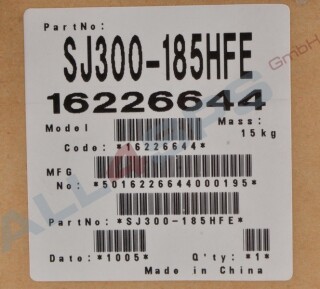 PartNo:
SJ300-185HFE
16226644
Model
Mass:
15kg
Code: *16226644*
MFG
No: *5016226644000195*
PartNo: *SJ300-185HFE*
Date: *1005* Q'ty: *1*
Made in China
GmbH